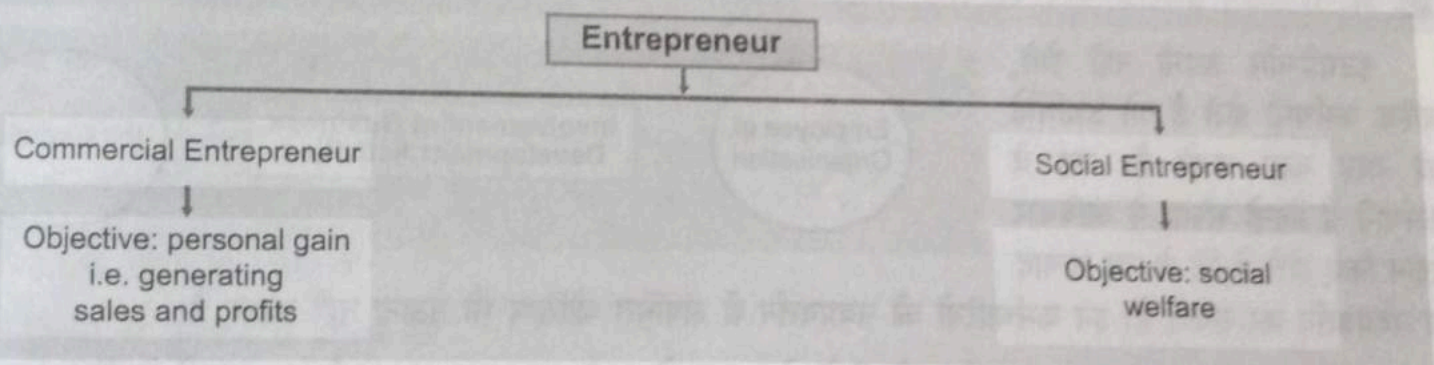 Entrepreneur
Commercial Entrepreneur
Objective: personal gain
i.e. generating
sales and profits
Social Entrepreneur
Objective: social
welfare